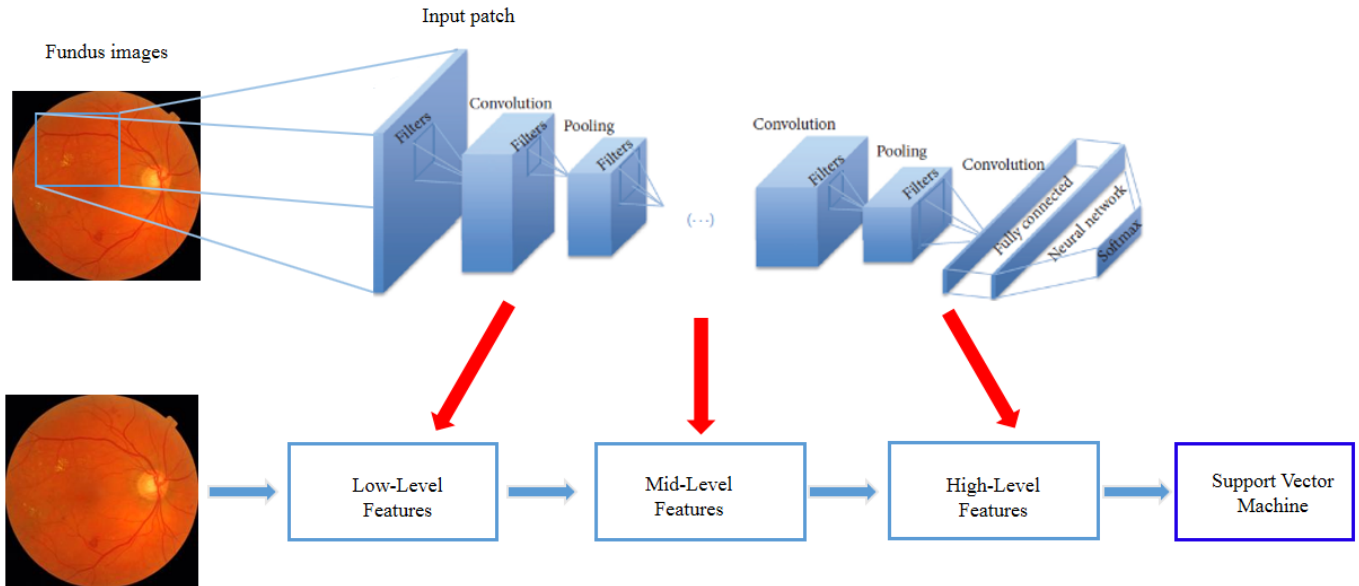 Input patch
Fundus images
Convolution
Pooling
Filters
Filters
Filters
(...)
Convolution
Pooling
Convolution
Filters
Filters
Fully connected
Neural network
Softmax
Low-Level
Features
Mid-Level
Features
High-Level
Features
Support Vector
Machine